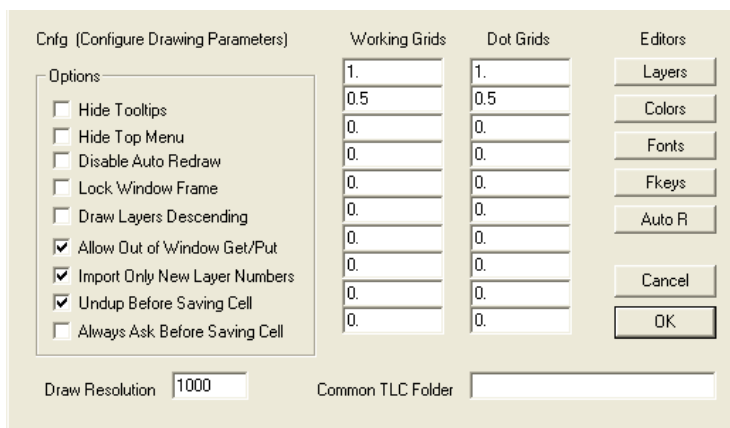 Cnfg (Configure Drawing Parameters) Working Grids Dot Grids Editors
Options 1. 1. Layers
Hide Tooltips 0.5 0.5 Colors
Hide Top Menu 0. 0. Fonts
Disable Auto Redraw 0. 0.
Lock Window Frame 0. 0. Fkeys
Draw Layers Descending 0. 0. Auto R
Allow Out of Window Get/Put 0. 0.
Import Only New Layer Numbers 0. 0. Cancel
Undup Before Saving Cell 0. 0.
Always Ask Before Saving Cell 0. 0. OK
Draw Resolution 1000 Common TLC Folder